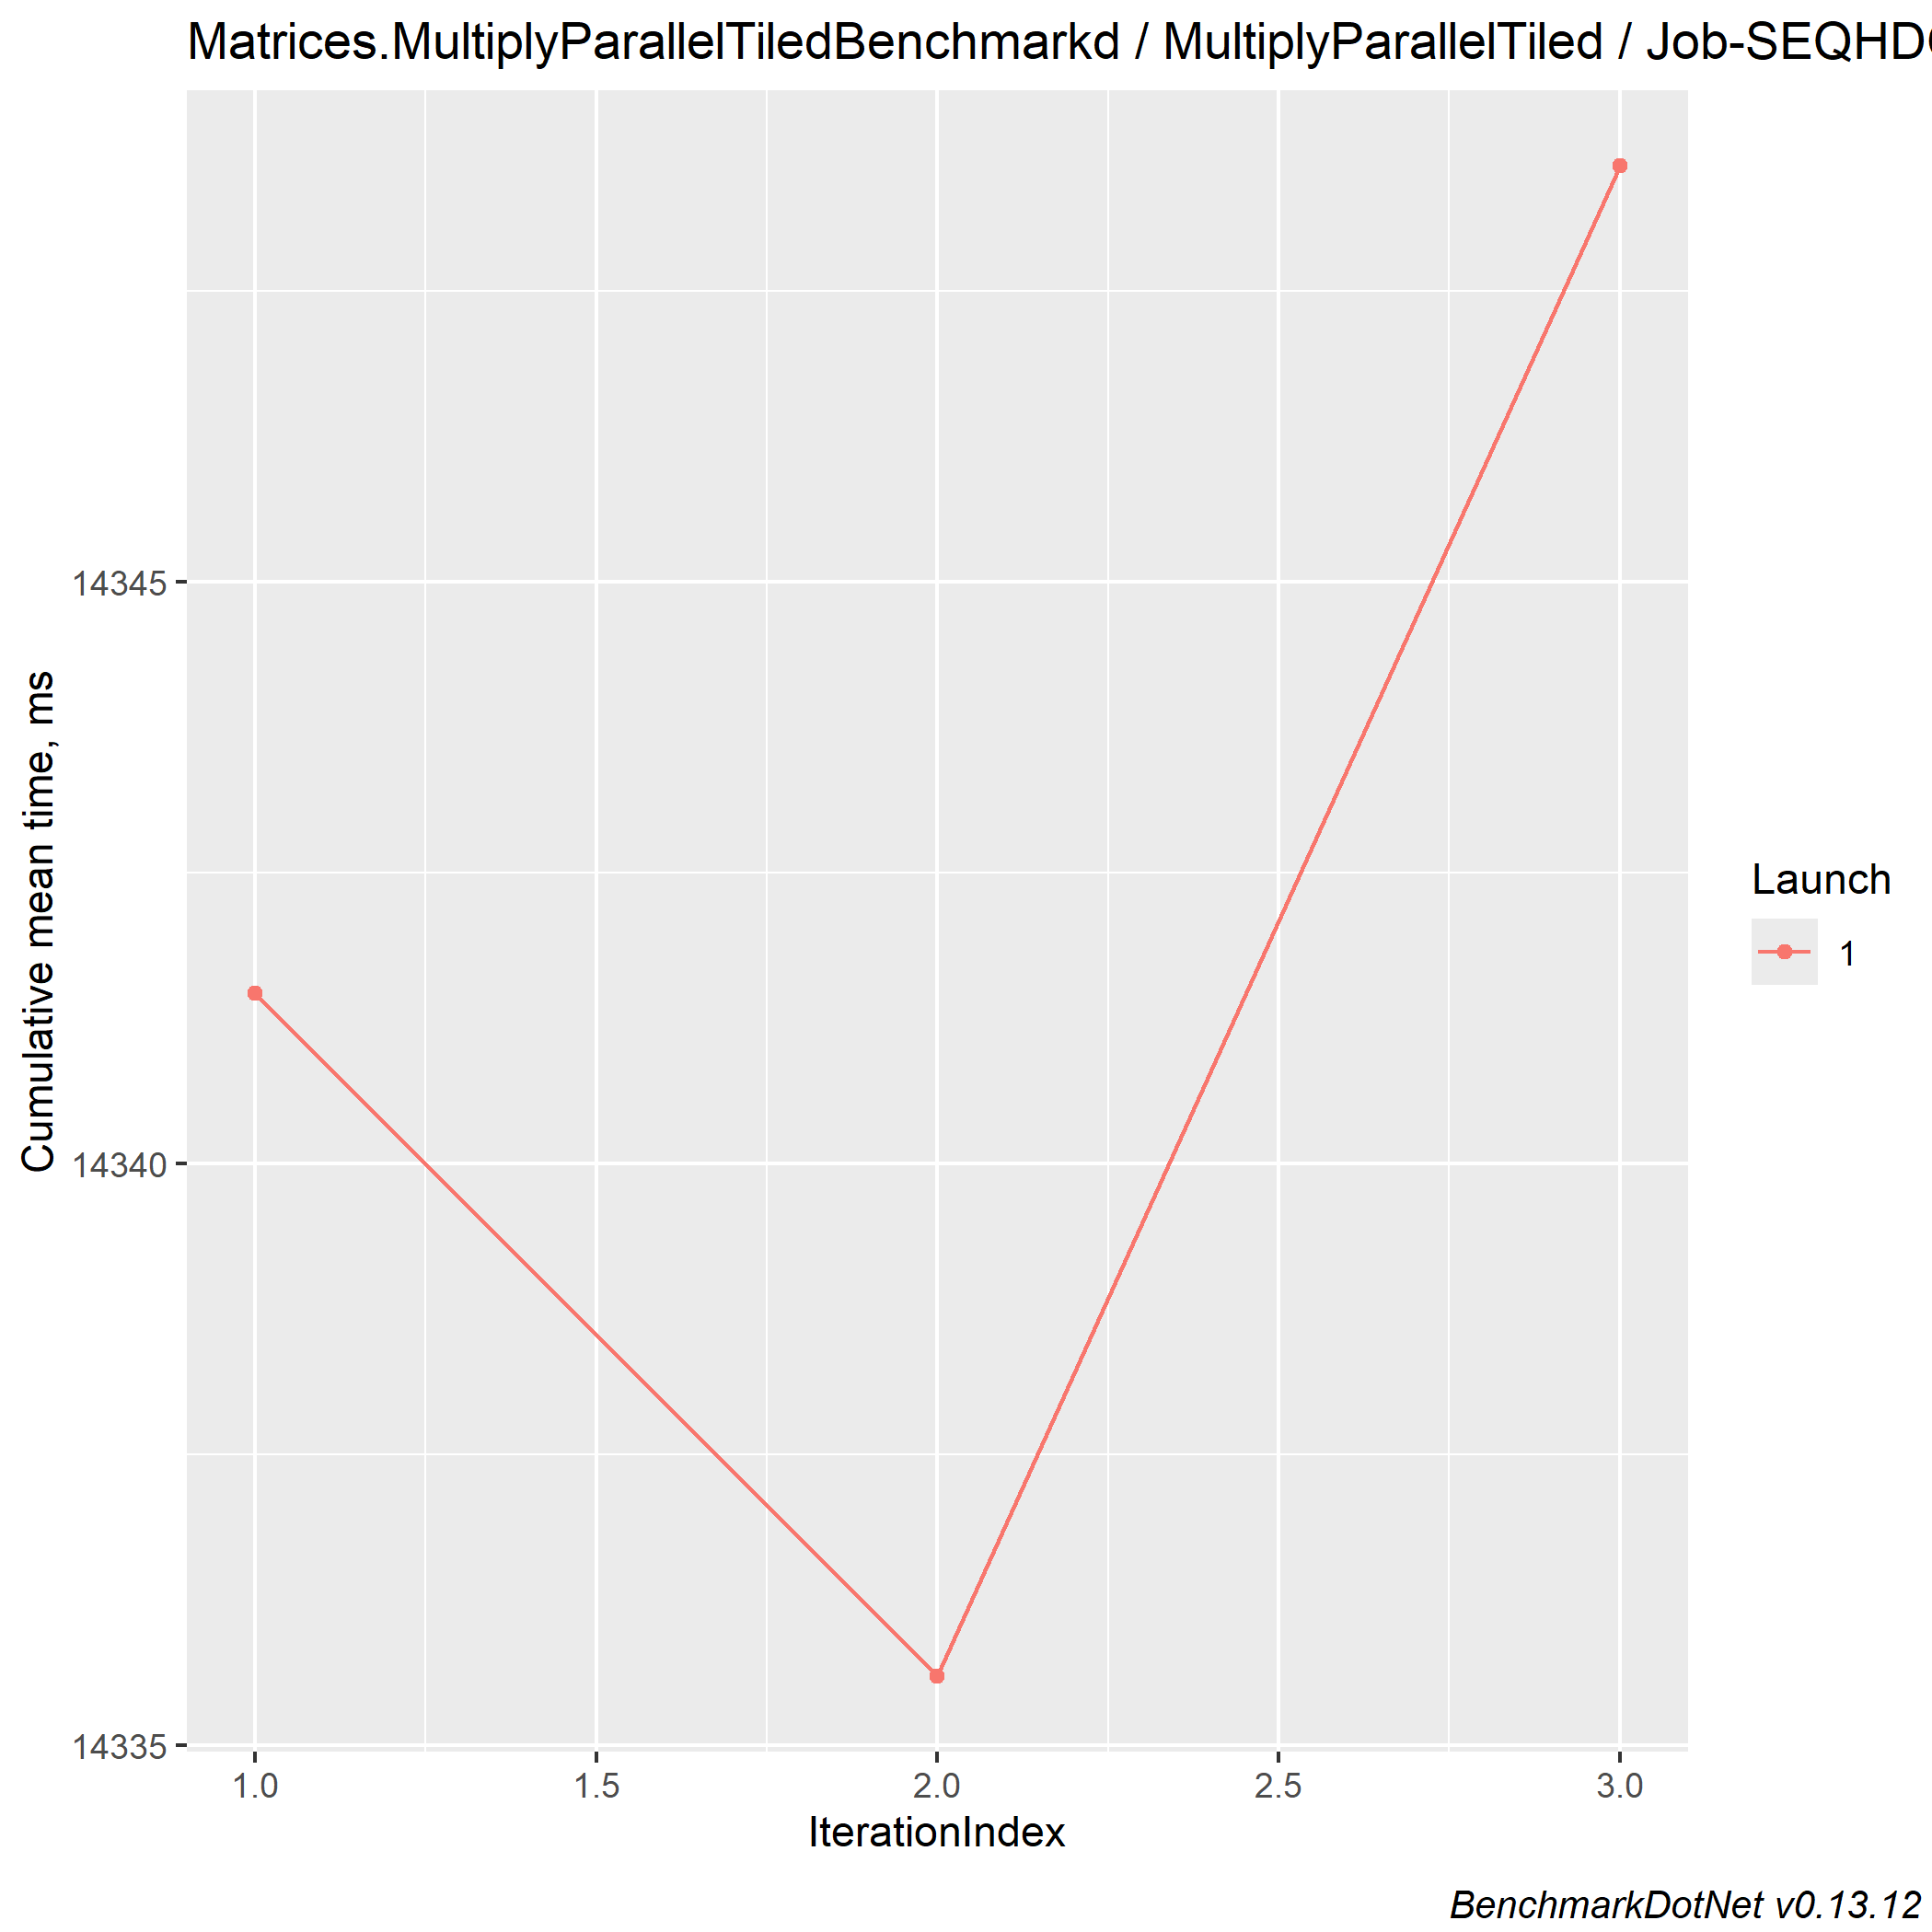 Matrices.MultiplyParallelTiledBenchmarkd / MultiplyParallelTiled / Job-SEQHD
Cumulative mean time, ms
14345
14340
14335
1.0 1.5 2.0 2.5 3.0
IterationIndex
Launch
1
BenchmarkDotNet v0.13.12